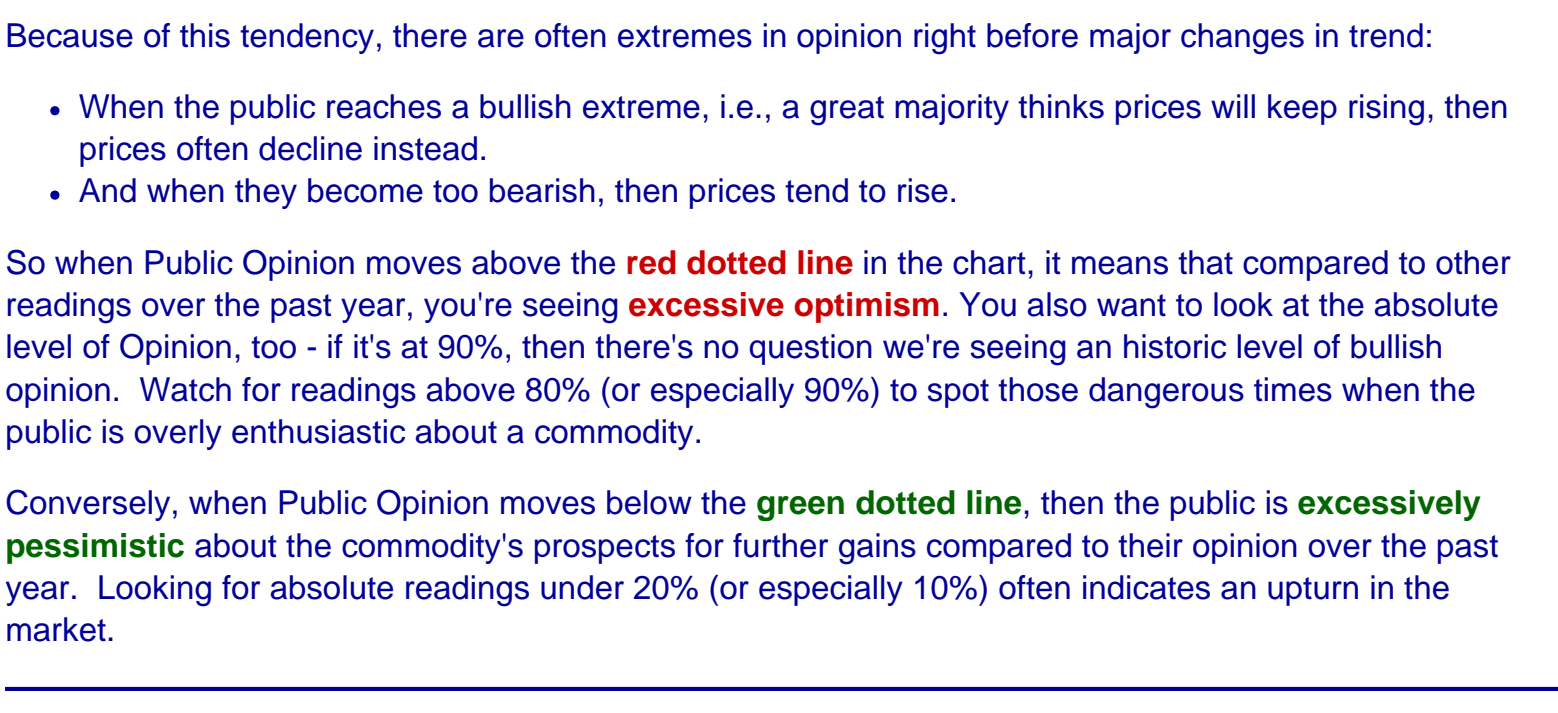 Because of this tendency, there are often extremes in opinion right before major changes in trend:
• When the public reaches a bullish extreme, i.e., a great majority thinks prices will keep rising, then
prices often decline instead.
• And when they become too bearish, then prices tend to rise.
So when Public Opinion moves above the red dotted line in the chart, it means that compared to other
readings over the past year, you're seeing excessive optimism. You also want to look at the absolute
level of Opinion, too - if it's at 90%, then there's no question we're seeing an historic level of bullish
opinion.  Watch for readings above 80% (or especially 90%) to spot those dangerous times when the
public is overly enthusiastic about a commodity.
Conversely, when Public Opinion moves below the green dotted line, then the public is excessively
pessimistic about the commodity's prospects for further gains compared to their opinion over the past
year.  Looking for absolute readings under 20% (or especially 10%) often indicates an upturn in the
market.